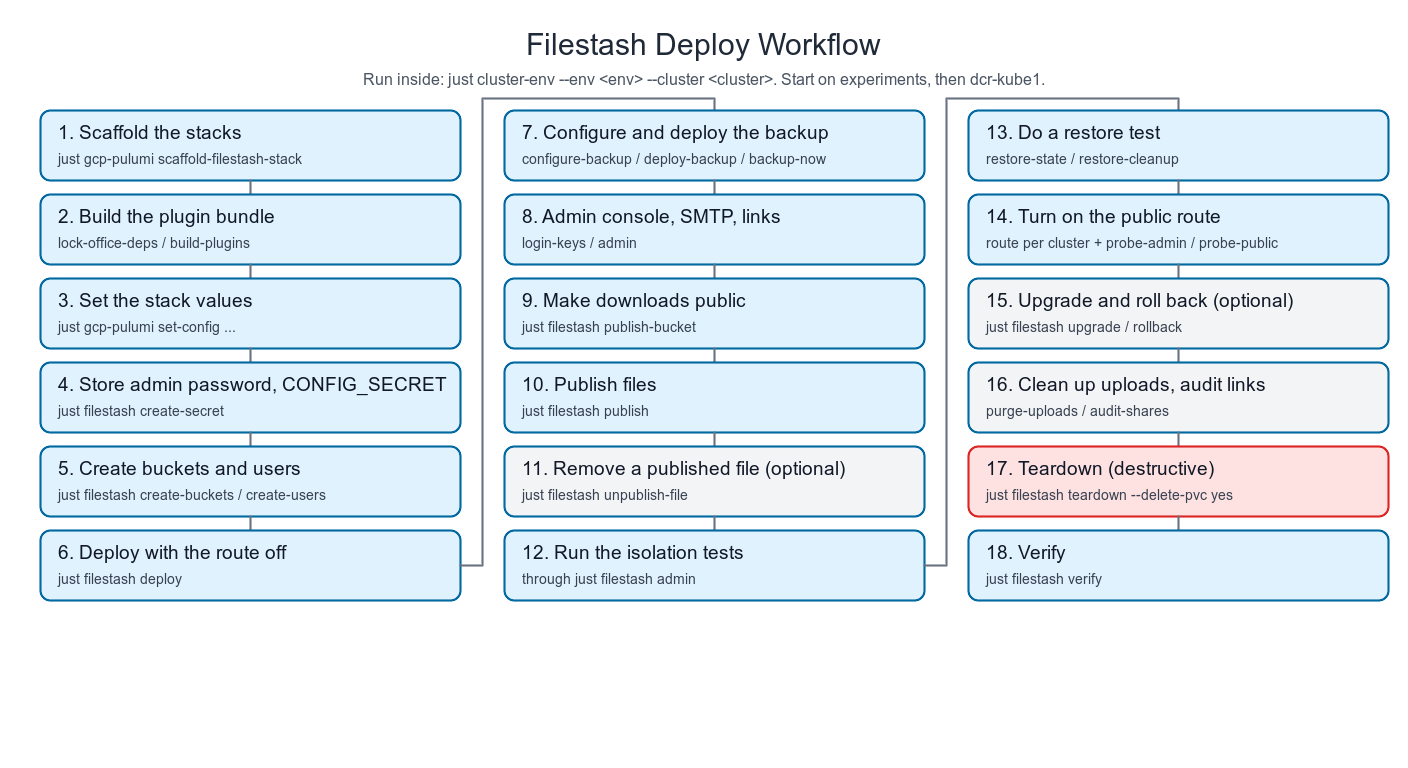 Filestash Deploy Workflow
Run inside: just cluster-env --env <env> --cluster <cluster>. Start on experiments, then dcr-kube1.
1. Scaffold the stacks
just gcp-pulumi scaffold-filestash-stack
2. Build the plugin bundle
lock-office-deps / build-plugins
3. Set the stack values
just gcp-pulumi set-config ...
4. Store admin password, CONFIG_SECRET
just filestash create-secret
5. Create buckets and users
just filestash create-buckets / create-users
6. Deploy with the route off
just filestash deploy
7. Configure and deploy the backup
configure-backup / deploy-backup / backup-now
8. Admin console, SMTP, links
login-keys / admin
9. Make downloads public
just filestash publish-bucket
10. Publish files
just filestash publish
11. Remove a published file (optional)
just filestash unpublish-file
12. Run the isolation tests
through just filestash admin
13. Do a restore test
restore-state / restore-cleanup
14. Turn on the public route
route per cluster + probe-admin / probe-public
15. Upgrade and roll back (optional)
just filestash upgrade / rollback
16. Clean up uploads, audit links
purge-uploads / audit-shares
17. Teardown (destructive)
just filestash teardown --delete-pvc yes
18. Verify
just filestash verify